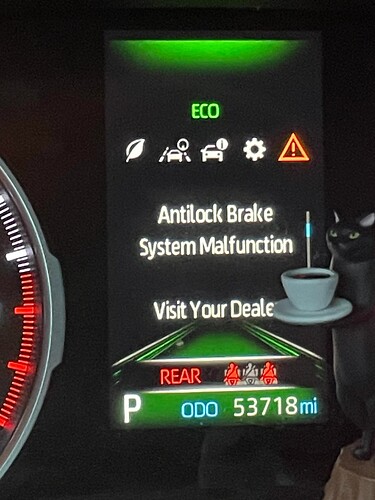 ECO
Antilock Brake
System Malfunction
Visit Your Deale
REAR
P ODO 53718 mi